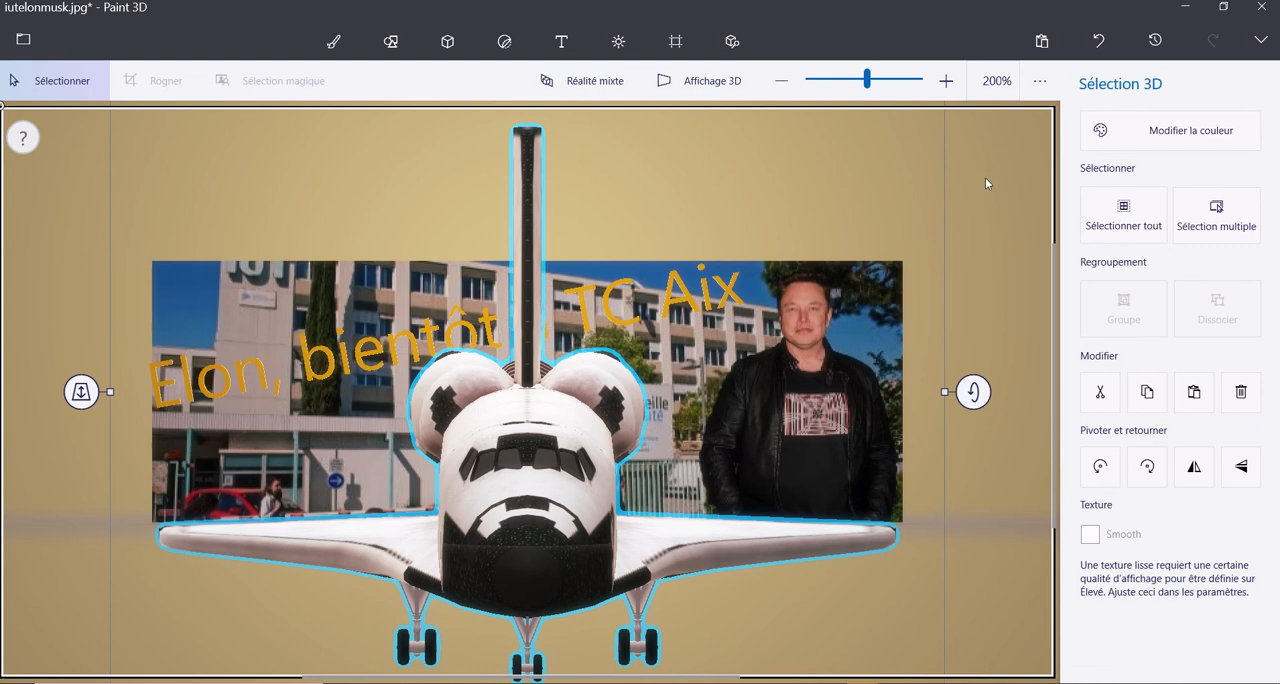 iutelonmusk.jpg* - Paint 3D
Sélectionner
Rogner
Sélection magique
Réalité mixte
Affichage 3D
200%
Sélection 3D
?
Modifier la couleur
Sélectionner
Sélectionner tout
Sélection multiple
Regroupement
Groupe
Dissocier
Elon, bientôt TC Aix
Modifier
Pivoter et retourner
Texture
Smooth
Une texture lisse requiert une certaine
qualité d'affichage pour être définie sur
Élevé. Ajuste ceci dans les paramètres.